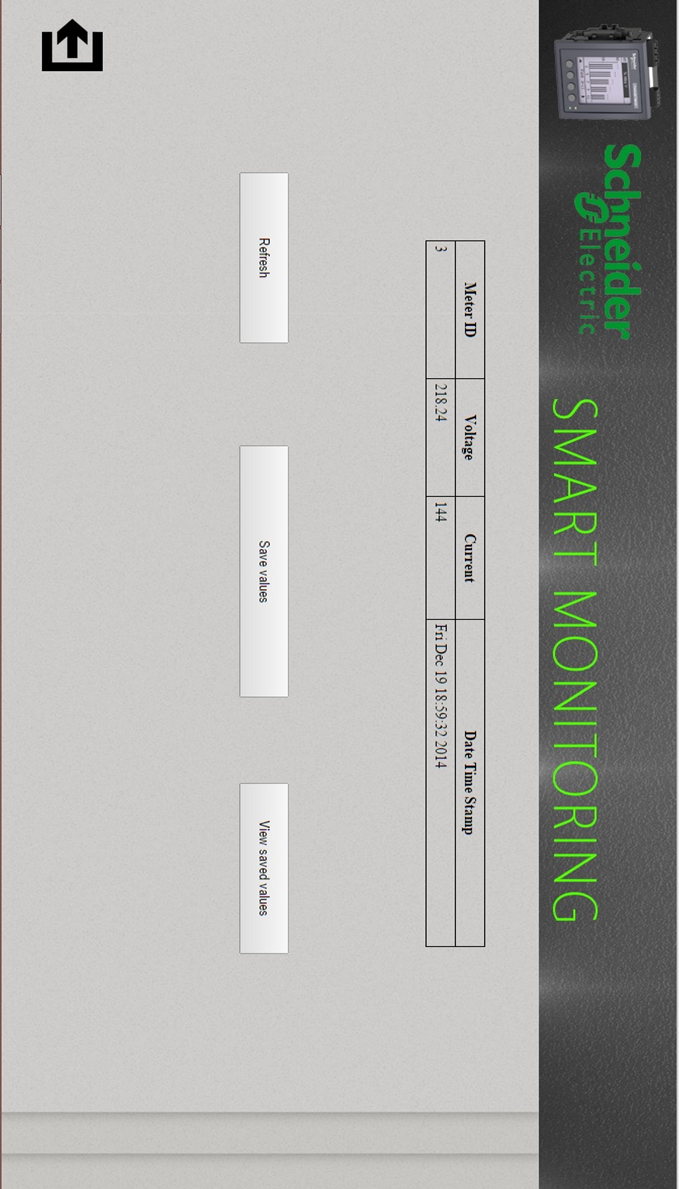 Schneider
Electric
SMART MONITORING
Meter ID Voltage Current Date Time Stamp
3 218.24 144 Fri Dec 19 18:59:32 2014
Refresh Save values View saved values